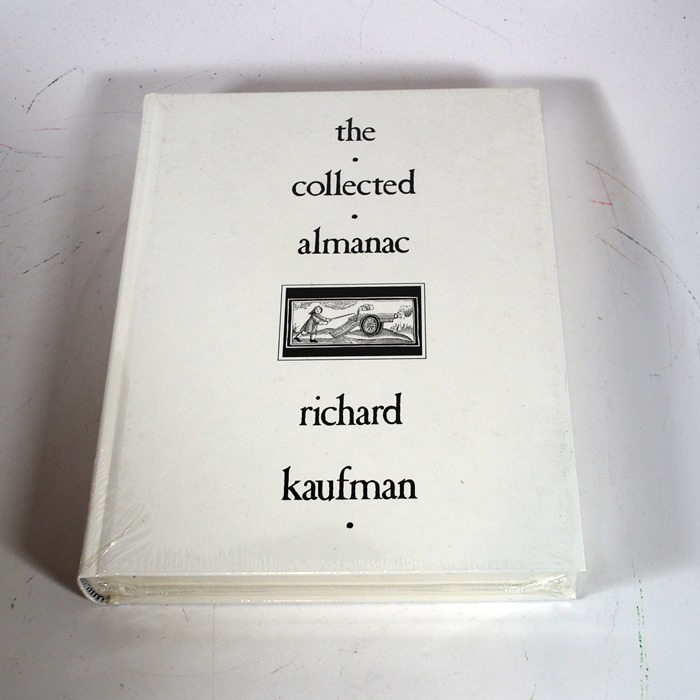 the
•
collected
•
almanac
richard
kaufman
•